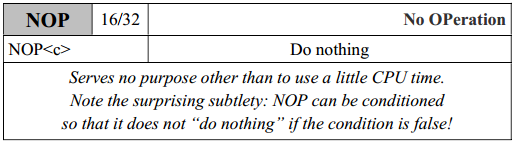 NOP 16/32 No OPeration
NOP<c> Do nothing
Serves no purpose other than to use a little CPU time.
Note the surprising subtlety: NOP can be conditioned
so that it does not “do nothing” if the condition is false!